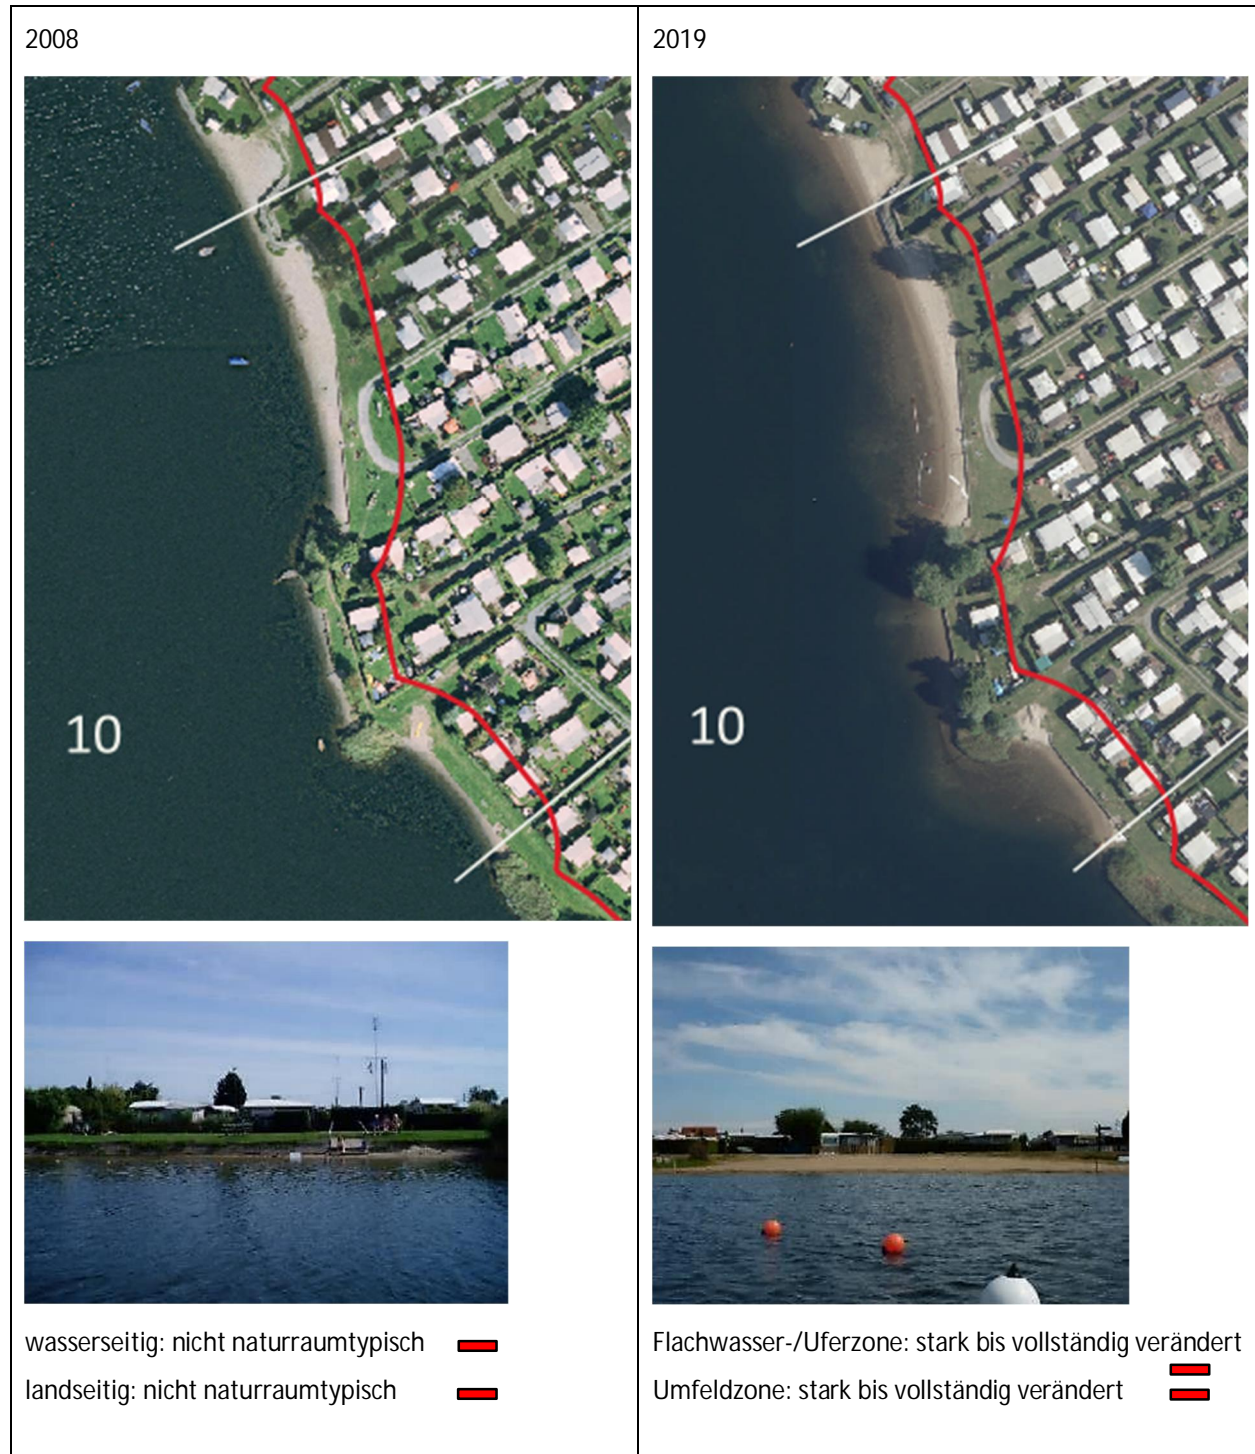 2008
10
wasserseitig: nicht naturraumtypisch
landseitig: nicht naturraumtypisch
2019
10
Flachwasser-/Uferzone: stark bis vollständig verändert
Umfeldzone: stark bis vollständig verändert